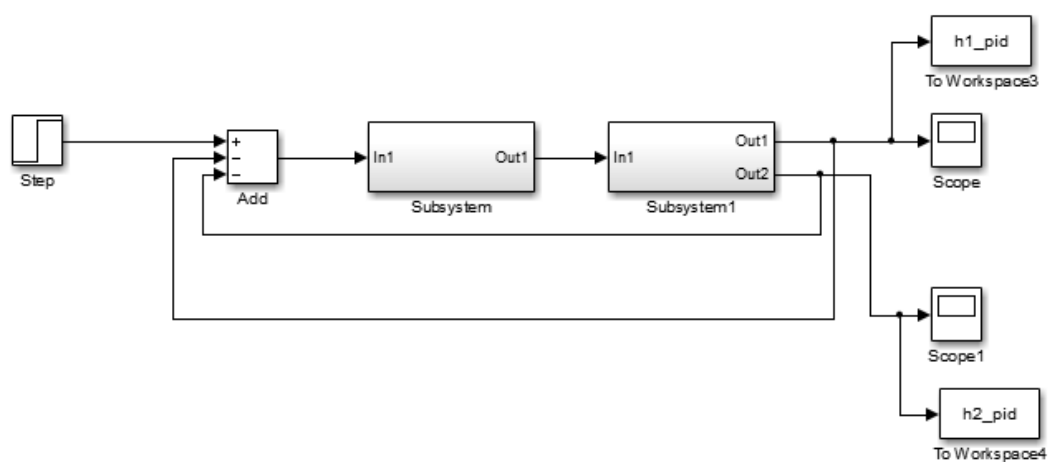 h1_pid
To Workspace3
Step
+
−
−
Add
In1
Out1
Subsystem
In1
Out1
Out2
Subsystem1
Scope
Scope1
h2_pid
To Workspace4